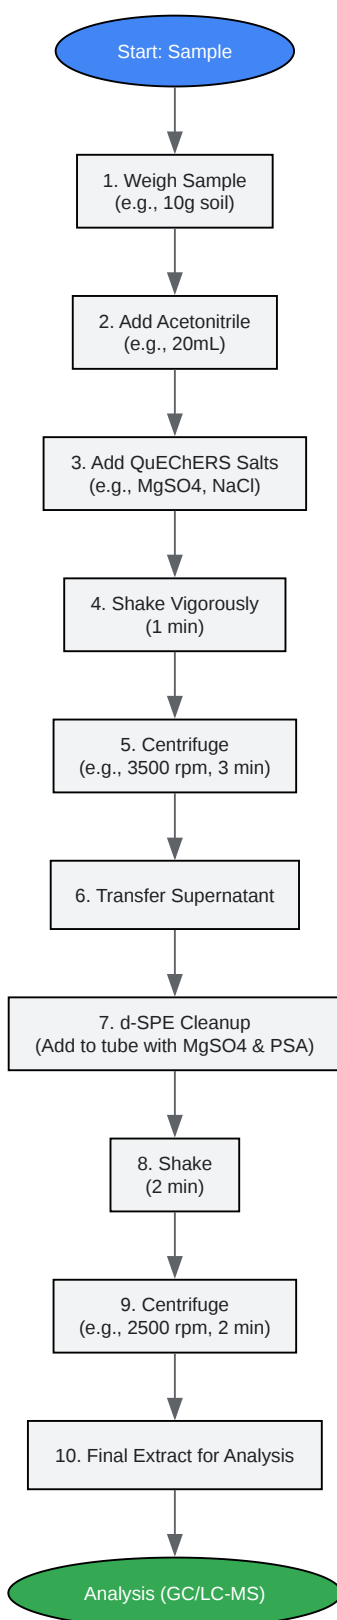 Start: Sample
1. Weigh Sample
(e.g., 10g soil)
2. Add Acetonitrile
(e.g., 20mL)
3. Add QuEChERS Salts
(e.g., MgSO4, NaCl)
4. Shake Vigorously
(1 min)
5. Centrifuge
(e.g., 3500 rpm, 3 min)
6. Transfer Supernatant
7. d-SPE Cleanup
(Add to tube with MgSO4 & PSA)
8. Shake
(2 min)
9. Centrifuge
(e.g., 2500 rpm, 2 min)
10. Final Extract for Analysis
Analysis (GC/LC-MS)